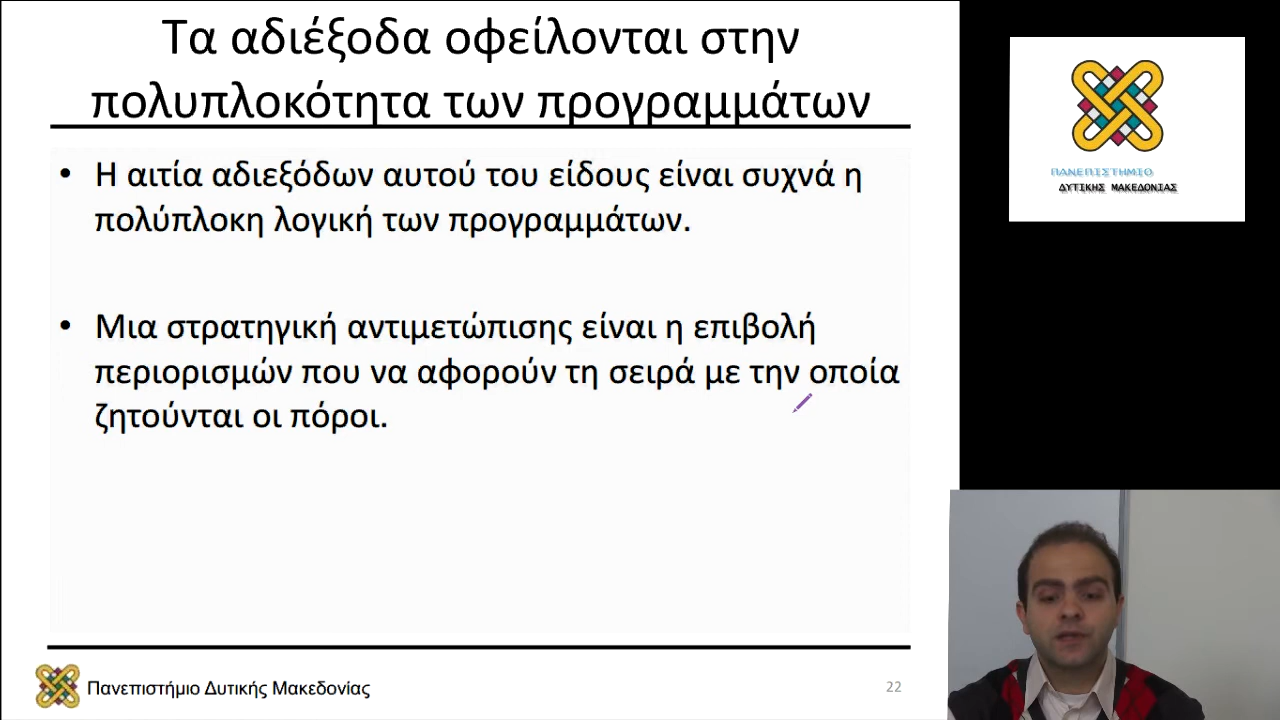 Τα αδιέξοδα οφείλονται στην
πολυπλοκότητα των προγραμμάτων
• Η αιτία αδιεξόδων αυτού του είδους είναι συχνά η
πολύπλοκη λογική των προγραμμάτων.
• Μια στρατηγική αντιμετώπισης είναι η επιβολή
περιορισμών που να αφορούν τη σειρά με την οποία
ζητούνται οι πόροι.
Πανεπιστήμιο Δυτικής Μακεδονίας
22
ΠΑΝΕΠΙΣΤΗΜΙΟ
ΔΥΤΙΚΗΣ ΜΑΚΕΔΟΝΙΑΣ